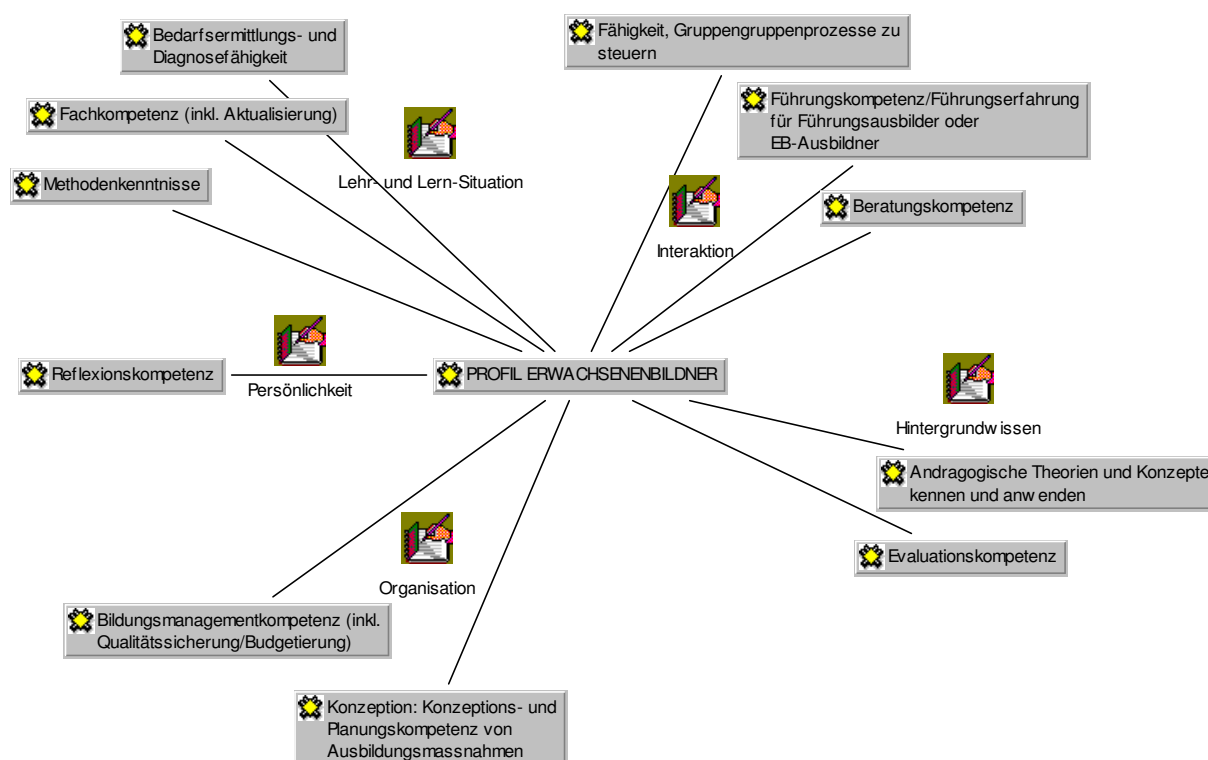 Bedarfsermittlungs- und
Diagnosefähigkeit
Fähigkeit, Gruppengruppenprozesse zu
steuern
Fachkompetenz (inkl. Aktualisierung)
Führungskompetenz/Führungserfahrung
für Führungsausbilder oder
EB-Ausbildner
Lehr- und Lern-Situation
Methodenkenntnisse
Beratungskompetenz
Interaktion
Reflexionskompetenz
Persönlichkeit
PROFIL ERWACHSENENBILDNER
Hintergrundwissen
Andragogische Theorien und Konzepte
kennen und anwenden
Evaluationskompetenz
Organisation
Bildungsmanagementkompetenz (inkl.
Qualitätssicherung/Budgetierung)
Konzeption: Konzeptions- und
Planungskompetenz von
Ausbildungsmassnahmen